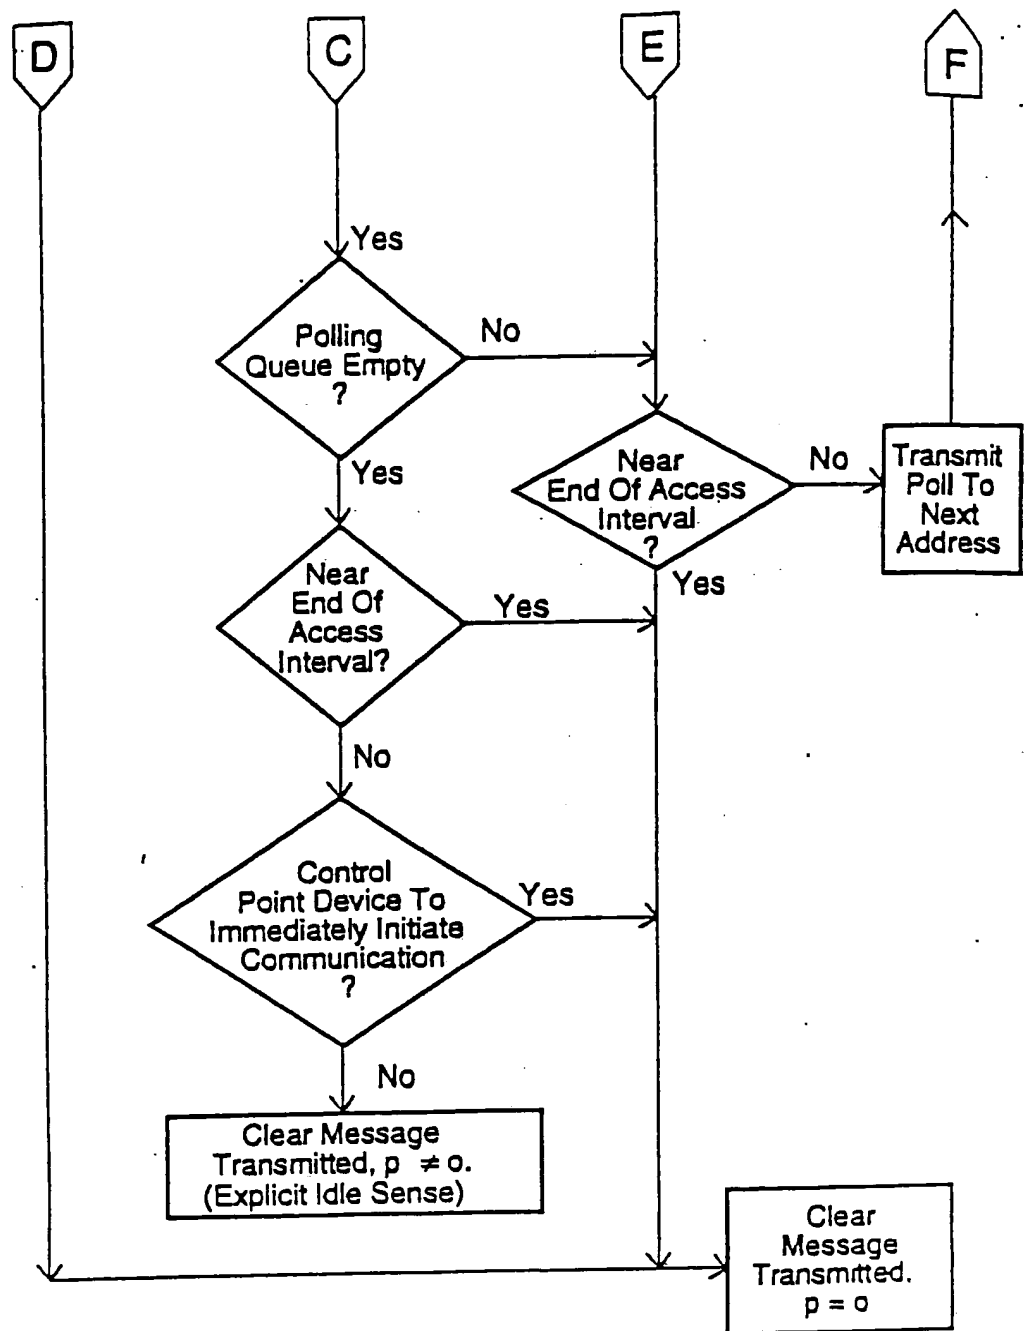 D
C
E
F
Yes
Polling
Queue Empty
?
No
Yes
Near
End Of Access
Interval
?
No
Transmit
Poll To
Next
Address
Yes
Near
End Of
Access
Interval?
Yes
No
Control
Point Device To
Immediately Initiate
Communication
?
Yes
No
Clear Message
Transmitted, p ≠ o.
(Explicit Idle Sense)
Clear
Message
Transmitted.
p = o